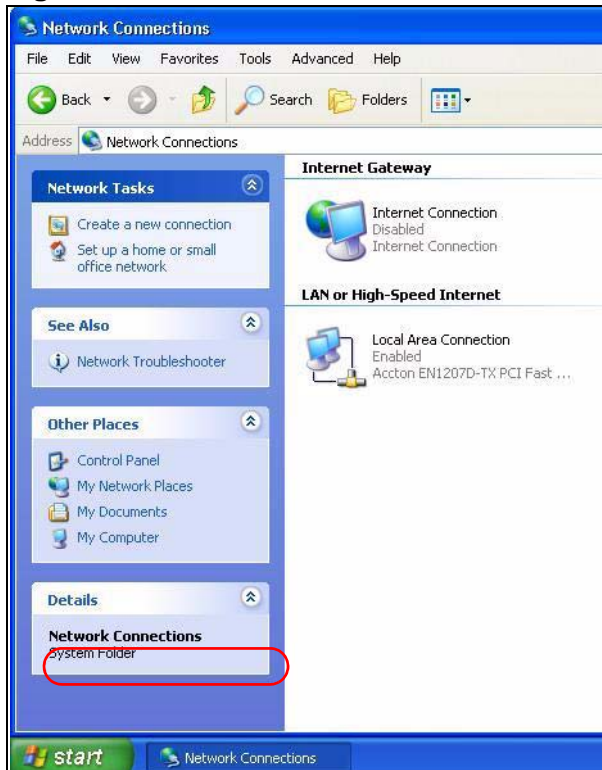 Network Connections
File Edit View Favorites Tools Advanced Help
Back Search Folders
Address Network Connections
Network Tasks
Create a new connection
Set up a home or small
office network
See Also
Network Troubleshooter
Other Places
Control Panel
My Network Places
My Documents
My Computer
Details
Network Connections
System Folder
Internet Gateway
Internet Connection
Disabled
Internet Connection
LAN or High-Speed Internet
Local Area Connection
Enabled
Accton EN1207D-TX PCI Fast ...
start Network Connections